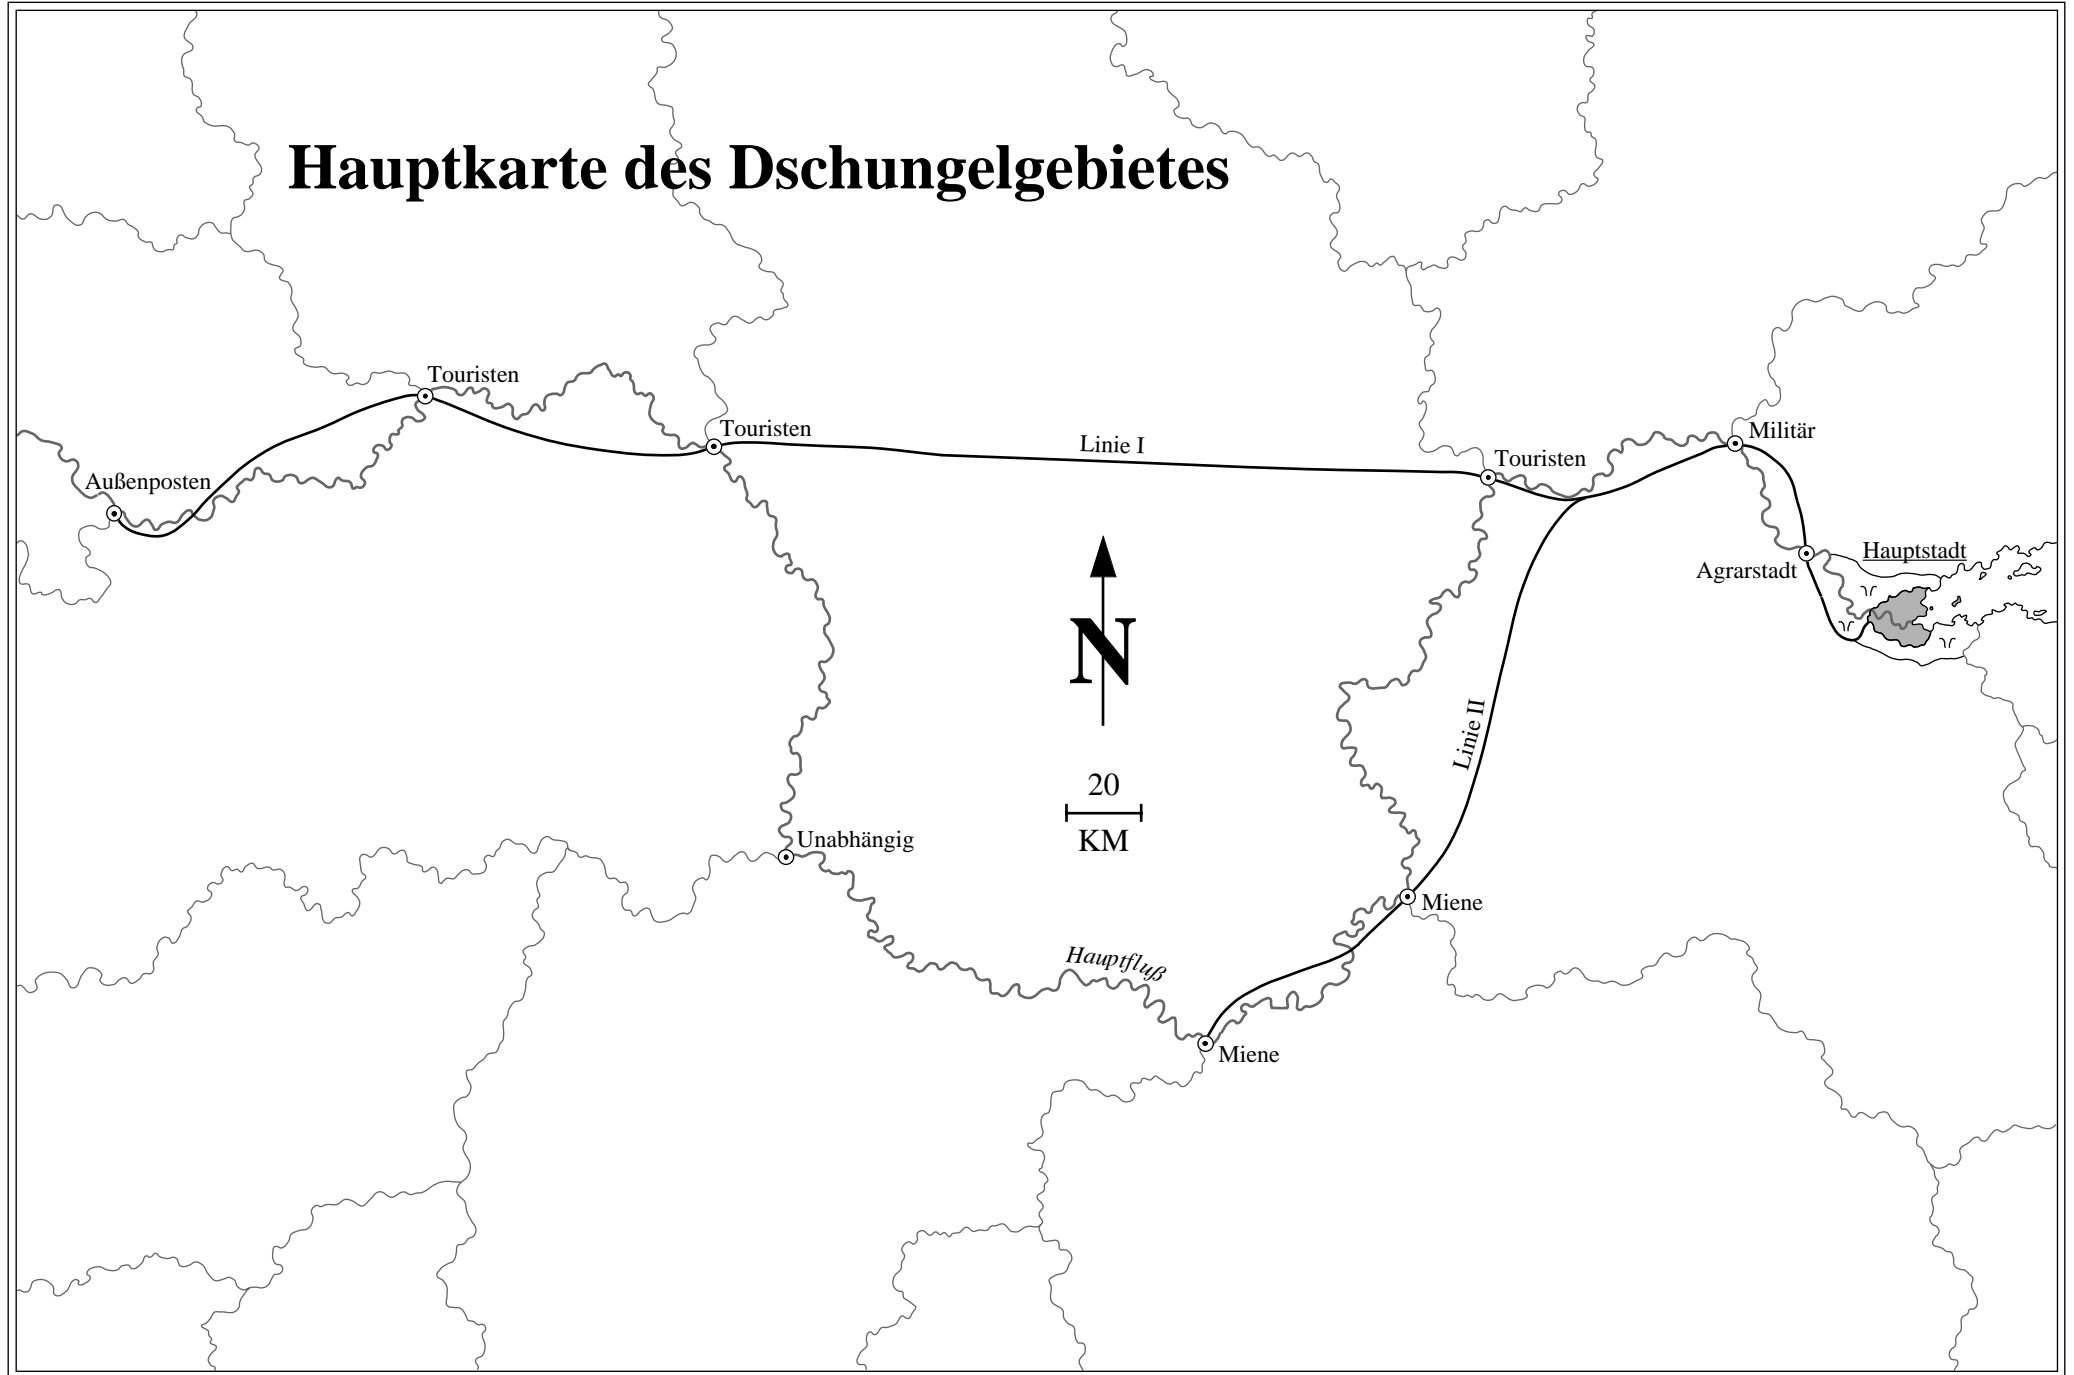 Hauptkarte des Dschungelgebietes
Touristen
Touristen
Linie I
Militär
Touristen
Außenposten
Hauptstadt
Agrarstadt
N
Linie II
20
KM
Unabhängig
Miene
Hauptfluß
Miene